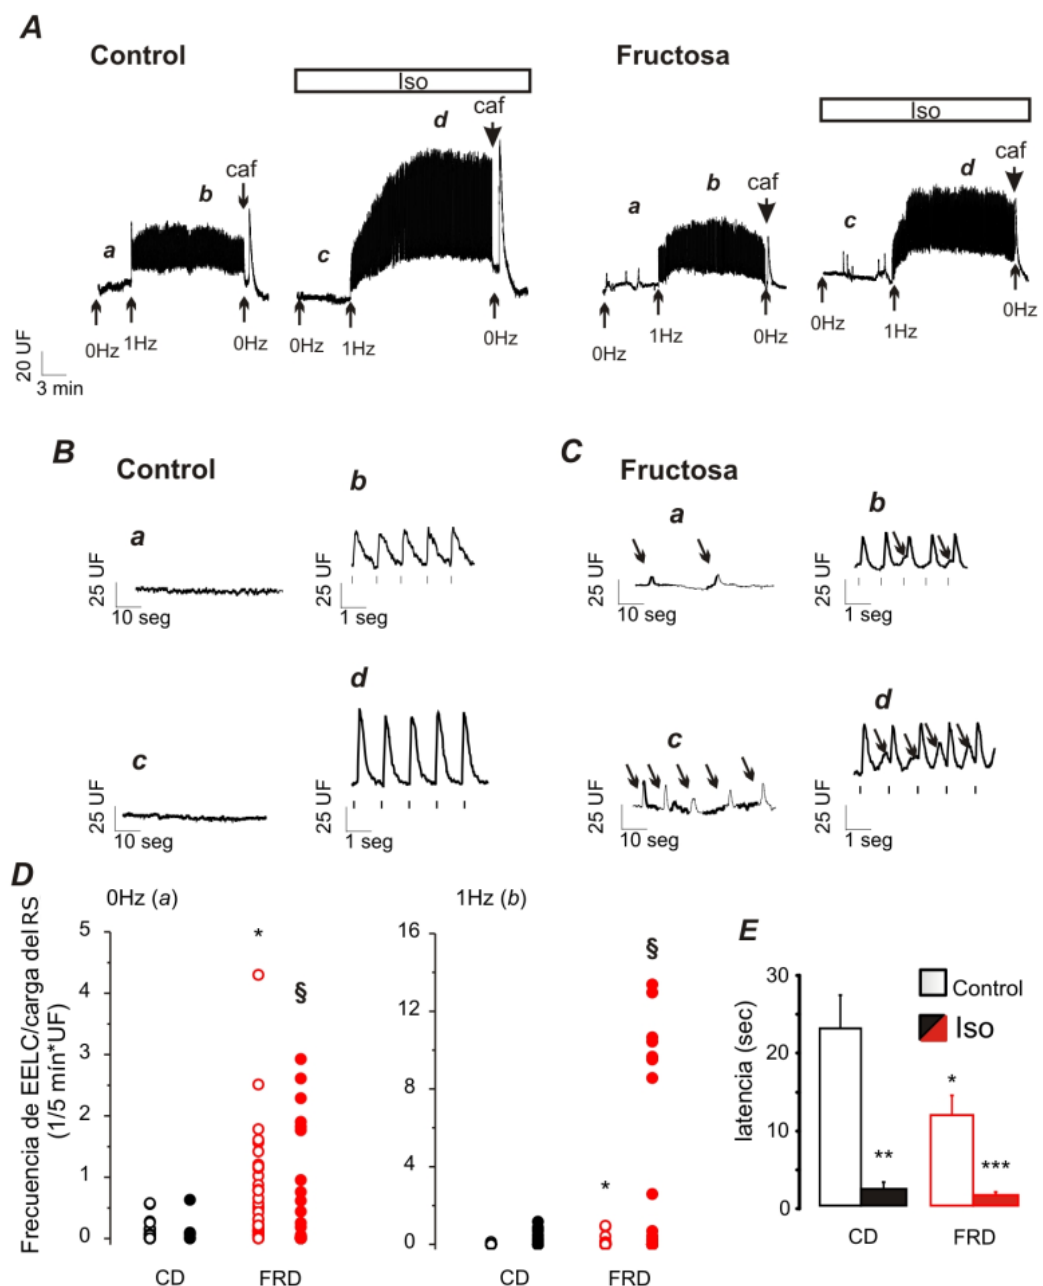 A
Control
Iso
caf
d
caf
b
a
c
0Hz
1Hz
0Hz
0Hz
1Hz
0Hz
20 UF
3 min
Fructosa
Iso
caf
d
caf
b
a
c
0Hz
1Hz
0Hz
0Hz
1Hz
0Hz
B
Control
a
25 UF
10 seg
b
25 UF
1 seg
c
25 UF
10 seg
d
25 UF
1 seg
C
Fructosa
a
25 UF
10 seg
b
25 UF
1 seg
c
25 UF
10 seg
d
25 UF
1 seg
D
Frecuencia de EELC/carga del RS
(1/5 mín*UF)
0Hz (a)
5
4
3
2
1
0
*
§
CD
FRD
1Hz (b)
16
12
8
4
0
*
§
CD
FRD
E
latencia (sec)
30
20
10
0
Control
Iso
**
*
***
CD
FRD